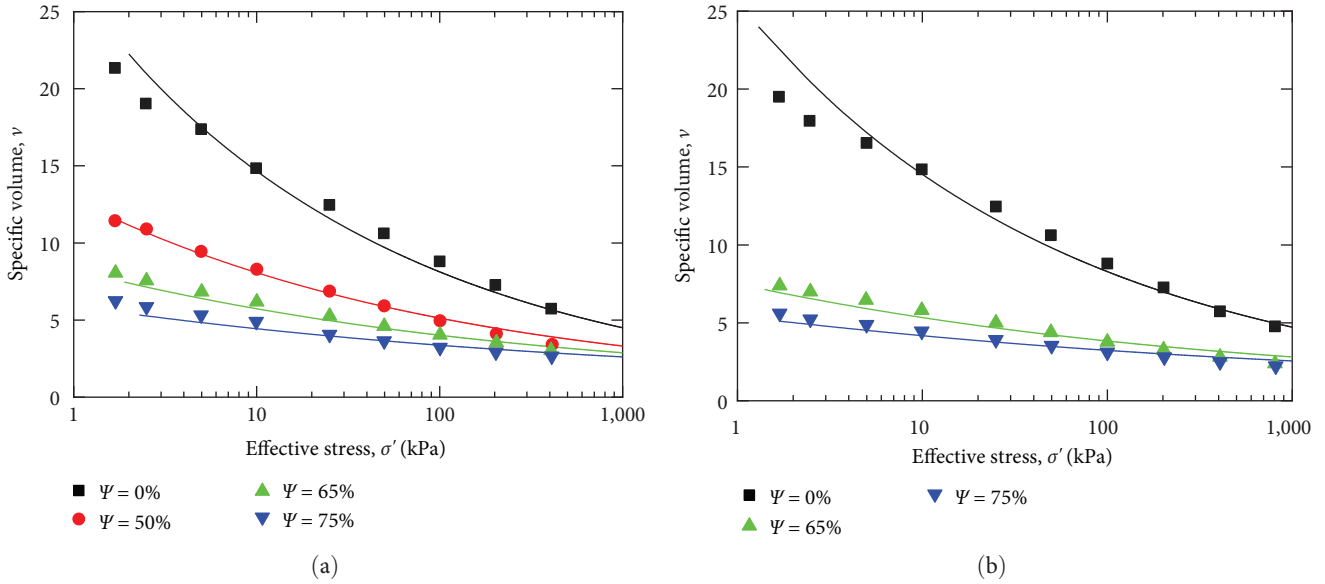 25
20
15
10
5
0
Specific volume, v
1
10
100
1,000
Effective stress, σ′ (kPa)
Ψ = 0%
Ψ = 50%
Ψ = 65%
Ψ = 75%
(a)
25
20
15
10
5
0
Specific volume, v
1
10
100
1,000
Effective stress, σ′ (kPa)
Ψ = 0%
Ψ = 65%
Ψ = 75%
(b)